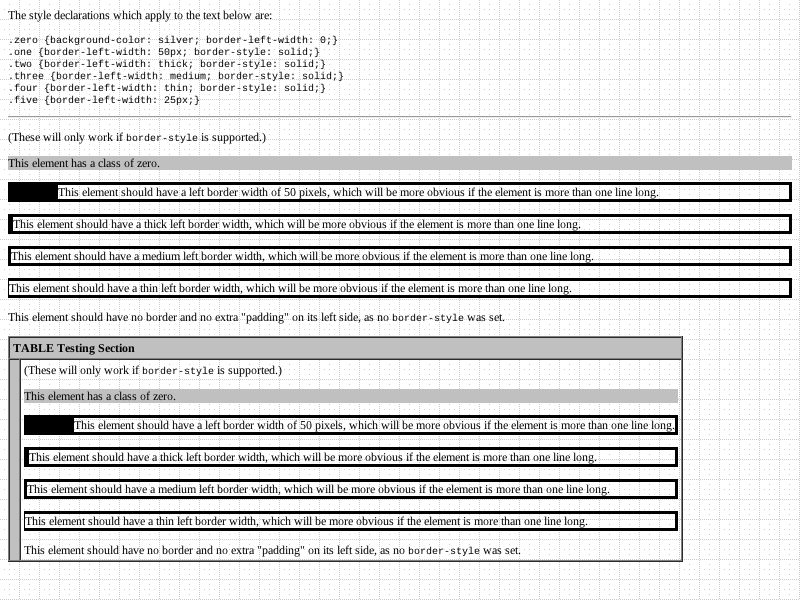 The style declarations which apply to the text below are:
.zero {background-color: silver; border-left-width: 0;}
.one {border-left-width: 50px; border-style: solid;}
.two {border-left-width: thick; border-style: solid;}
.three {border-left-width: medium; border-style: solid;}
.four {border-left-width: thin; border-style: solid;}
.five {border-left-width: 25px;}
(These will only work if border-style is supported.)
This element has a class of zero.
This element should have a left border width of 50 pixels, which will be more obvious if the element is more than one line long.
This element should have a thick left border width, which will be more obvious if the element is more than one line long.
This element should have a medium left border width, which will be more obvious if the element is more than one line long.
This element should have a thin left border width, which will be more obvious if the element is more than one line long.
This element should have no border and no extra "padding" on its left side, as no border-style was set.
TABLE Testing Section
(These will only work if border-style is supported.)
This element has a class of zero.
This element should have a left border width of 50 pixels, which will be more obvious if the element is more than one line long.
This element should have a thick left border width, which will be more obvious if the element is more than one line long.
This element should have a medium left border width, which will be more obvious if the element is more than one line long.
This element should have a thin left border width, which will be more obvious if the element is more than one line long.
This element should have no border and no extra "padding" on its left side, as no border-style was set.